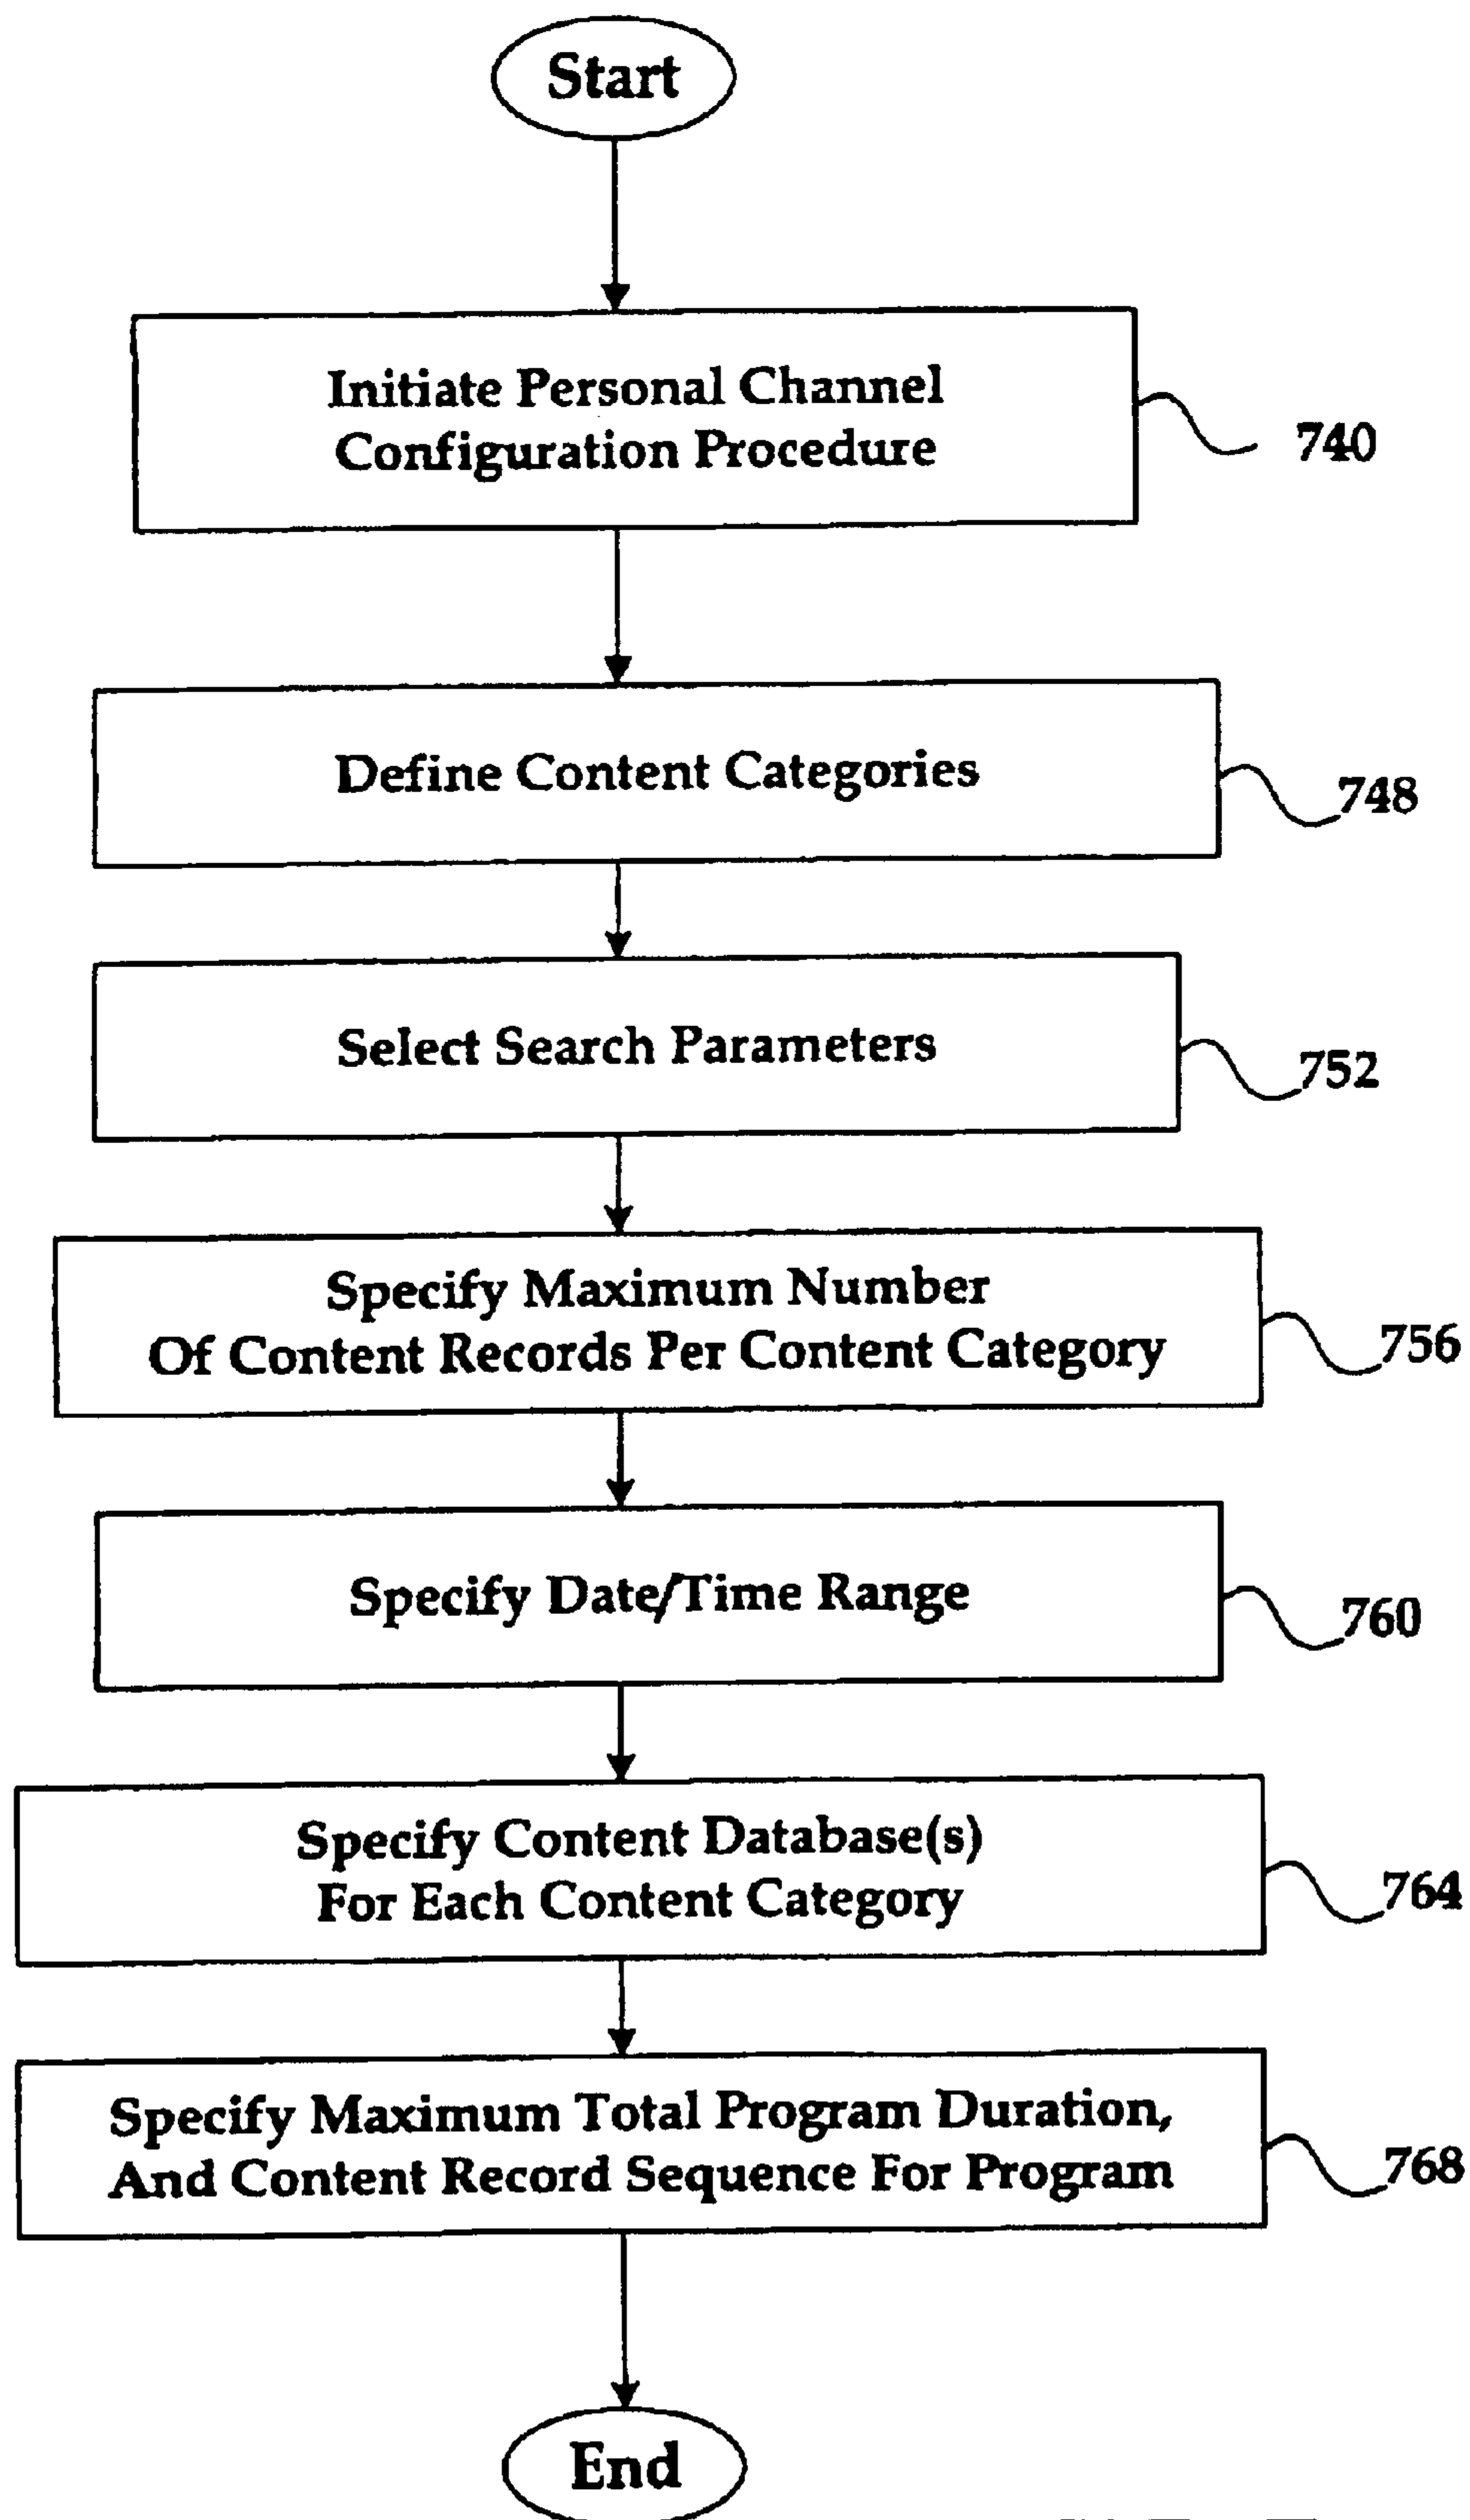 Start
Initiate Personal Channel
Configuration Procedure
740
Define Content Categories
748
Select Search Parameters
752
Specify Maximum Number
Of Content Records Per Content Category
756
Specify Date/Time Range
760
Specify Content Database(s)
For Each Content Category
764
Specify Maximum Total Program Duration,
And Content Record Sequence For Program
768
End